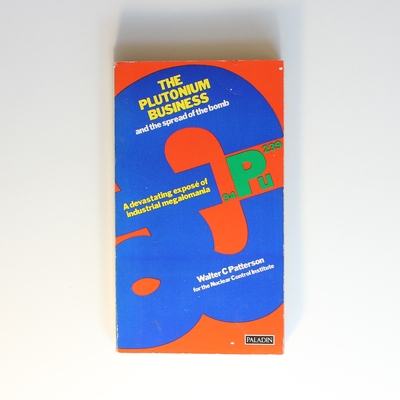 THE
PLUTONIUM
BUSINESS
and the spread of the bomb
239
94
Pu
A devastating exposé of
industrial megalomania
Walter C Patterson
for the Nuclear Control Institute
PALADIN